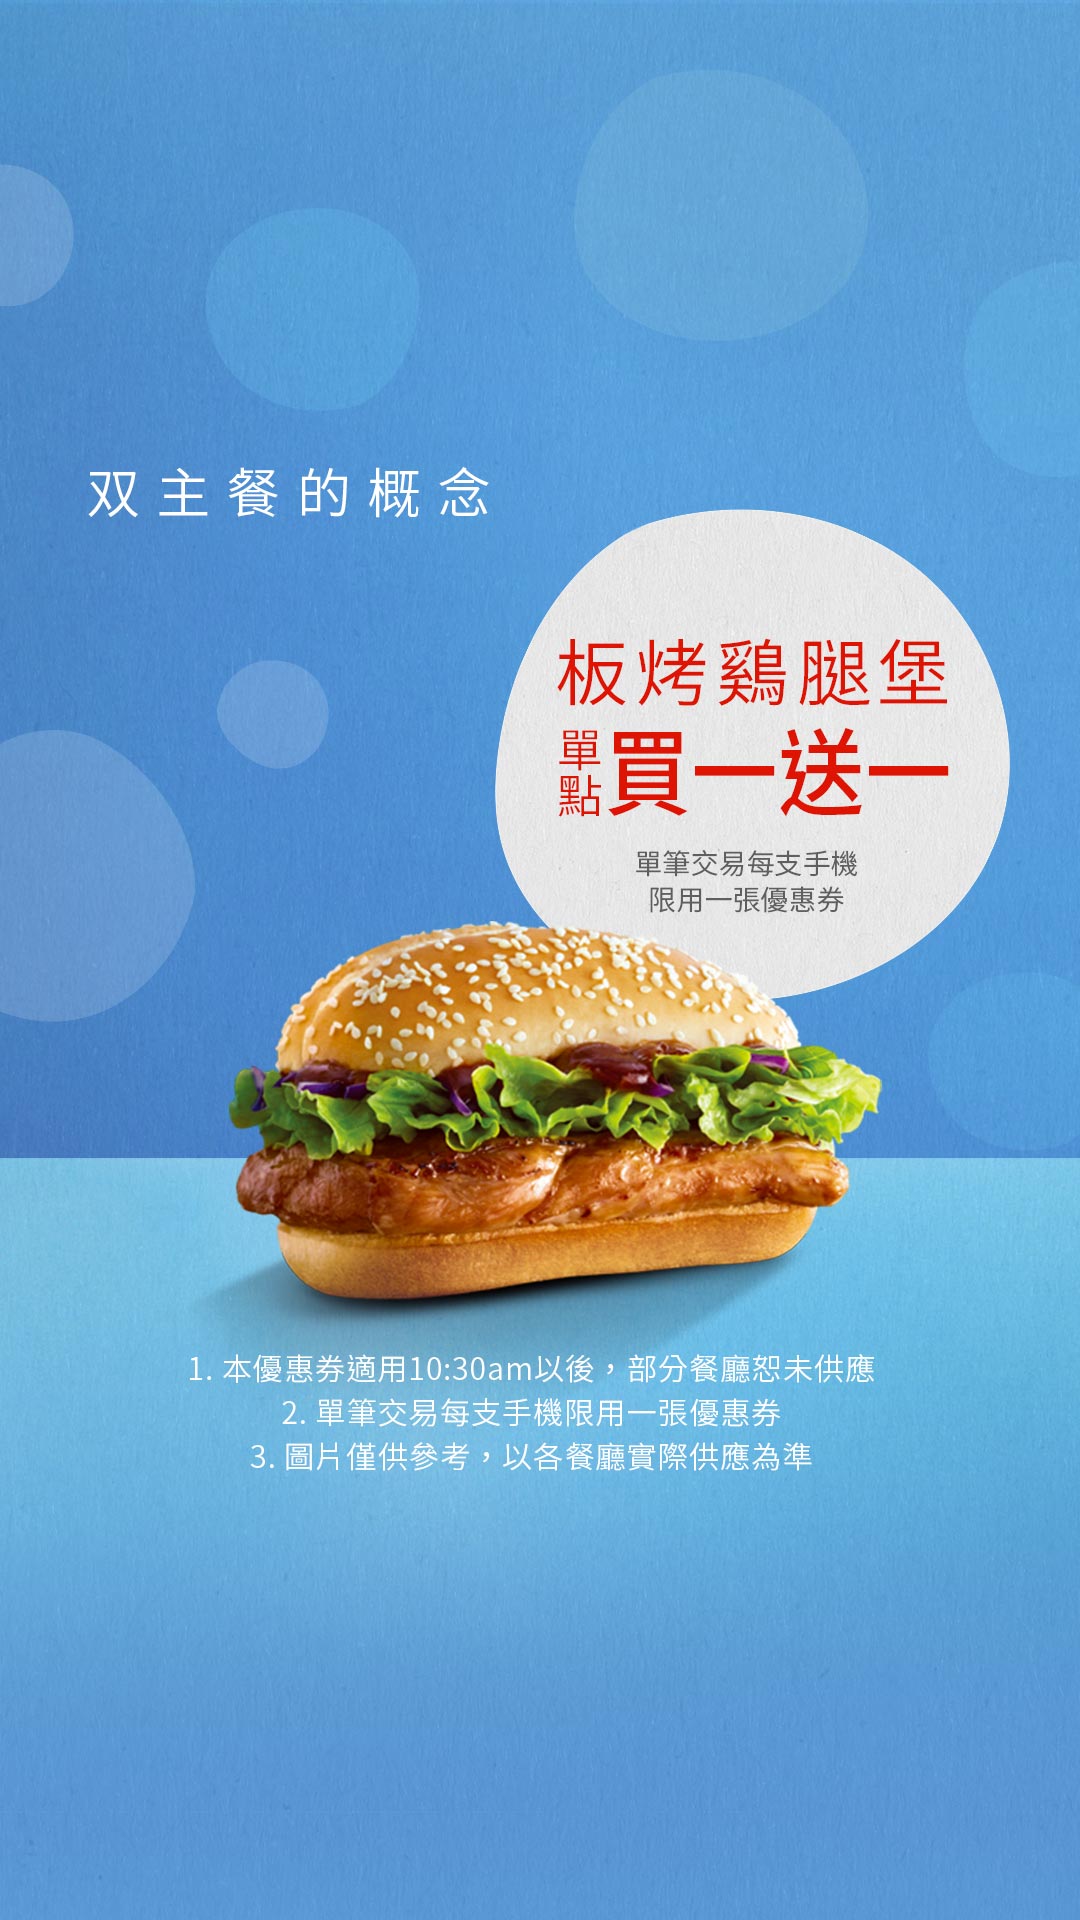 双主餐的概念
板烤鷄腿堡
單點買一送一
單筆交易每支手機
限用一張優惠券
1. 本優惠券適用10:30am以後，部分餐廳恕未供應
2. 單筆交易每支手機限用一張優惠券
3. 圖片僅供參考，以各餐廳實際供應為準